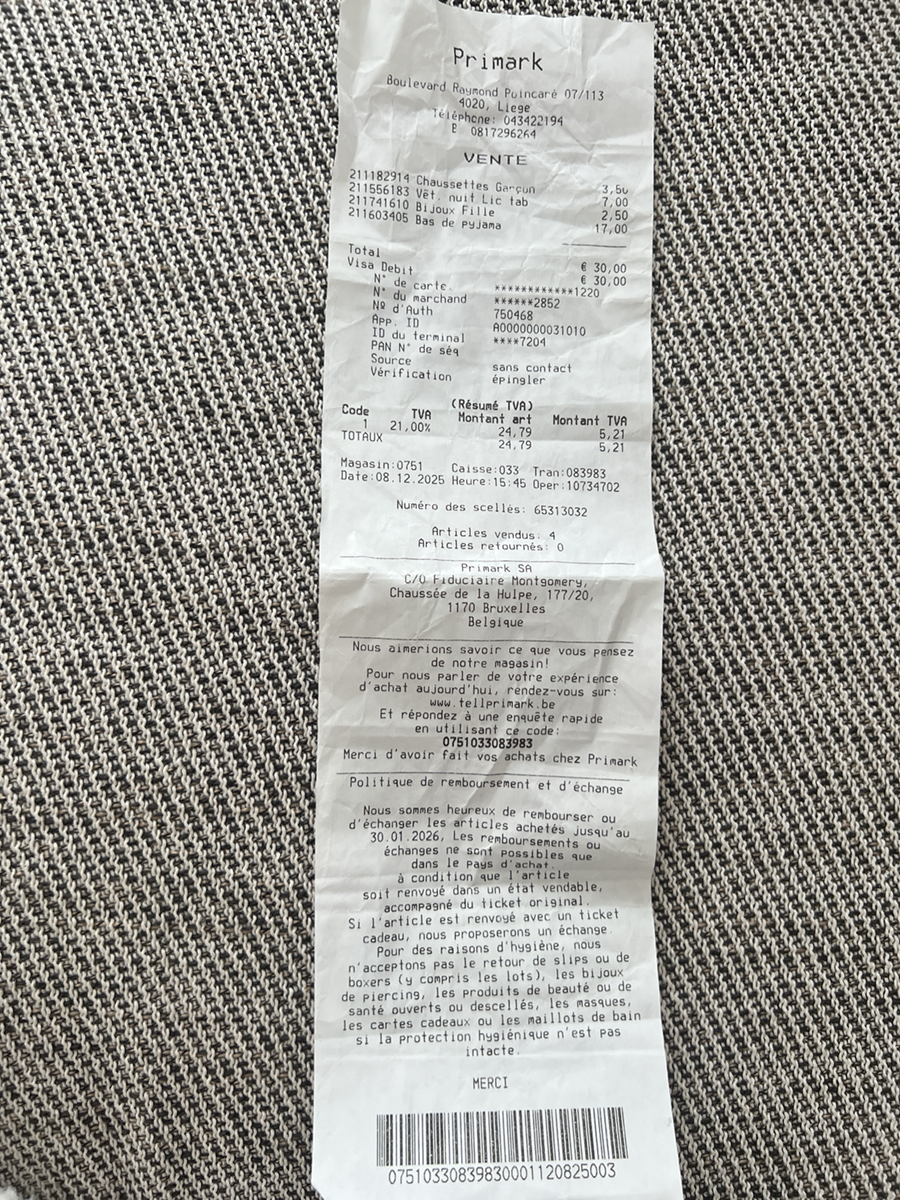 Primark
Boulevard Raymond Poincaré 07/113
4020, Liege
Téléphone: 043422194
B 0817296264
VENTE
211182914 Chaussettes Garçon 3,50
211556183 Vêt. nuit Lic tab 7,00
211741610 Bijoux Fille 2,50
211603405 Bas de pyjama 17,00
Total € 30,00
Visa Debit € 30,00
N° de carte. ************1220
N° du marchand ******2852
Nº d'Auth 750468
App. ID A0000000031010
ID du terminal ****7204
PAN N° de séq
Source sans contact
Vérification épingler
(Résumé TVA)
Code TVA Montant art Montant TVA
1 21,00% 24,79 5,21
TOTAUX 24,79 5,21
Magasin:0751 Caisse:033 Tran:083983
Date:08.12.2025 Heure:15:45 Oper:10734702
Numéro des scellés: 65313032
Articles vendus: 4
Articles retournés: 0
Primark SA
C/O Fiduciaire Montgomery,
Chaussée de la Hulpe, 177/20,
1170 Bruxelles
Belgique
Nous aimerions savoir ce que vous pensez
de notre magasin!
Pour nous parler de votre expérience
d'achat aujourd'hui, rendez-vous sur:
www.tellprimark.be
Et répondez à une enquête rapide
en utilisant ce code:
0751033083983
Merci d'avoir fait vos achats chez Primark
Politique de remboursement et d'échange
Nous sommes heureux de rembourser ou
d'échanger les articles achetés jusqu'au
30.01.2026, Les remboursements ou
échanges ne sont possibles que
dans le pays d'achat.
à condition que l'article
soit renvoyé dans un état vendable,
accompagné du ticket original.
Si l'article est renvoyé avec un ticket
cadeau, nous proposerons un échange.
Pour des raisons d'hygiène, nous
n'acceptons pas le retour de slips ou de
boxers (y compris les lots), les bijoux
de piercing, les produits de beauté ou de
santé ouverts ou descellés, les masques,
les cartes cadeaux ou les maillots de bain
si la protection hygiénique n'est pas
intacte.
MERCI
07510330839830001120825003